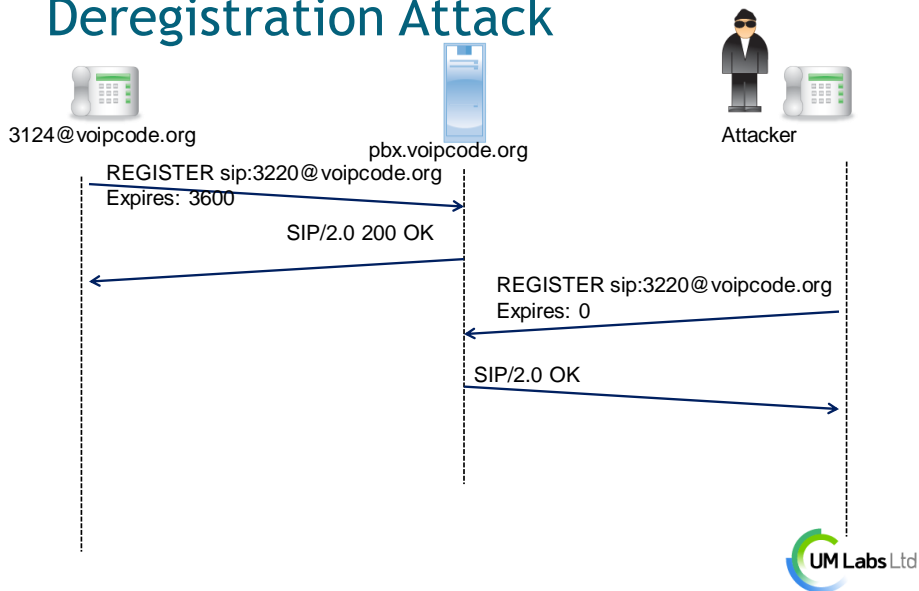 Deregistration Attack
3124@voipcode.org
pbx.voipcode.org
Attacker
REGISTER sip:3220@voipcode.org
Expires: 3600
SIP/2.0 200 OK
REGISTER sip:3220@voipcode.org
Expires: 0
SIP/2.0 OK
UM Labs Ltd